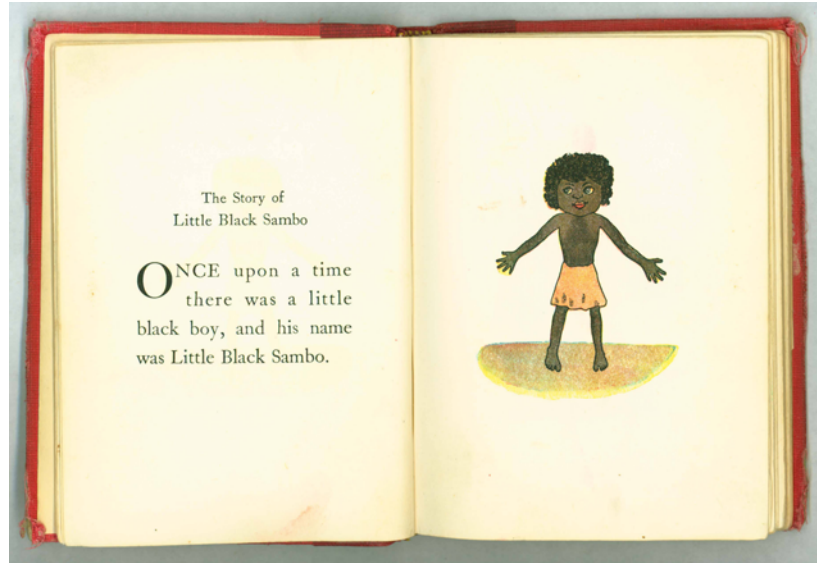 The Story of
Little Black Sambo
ONCE upon a time
there was a little
black boy, and his name
was Little Black Sambo.